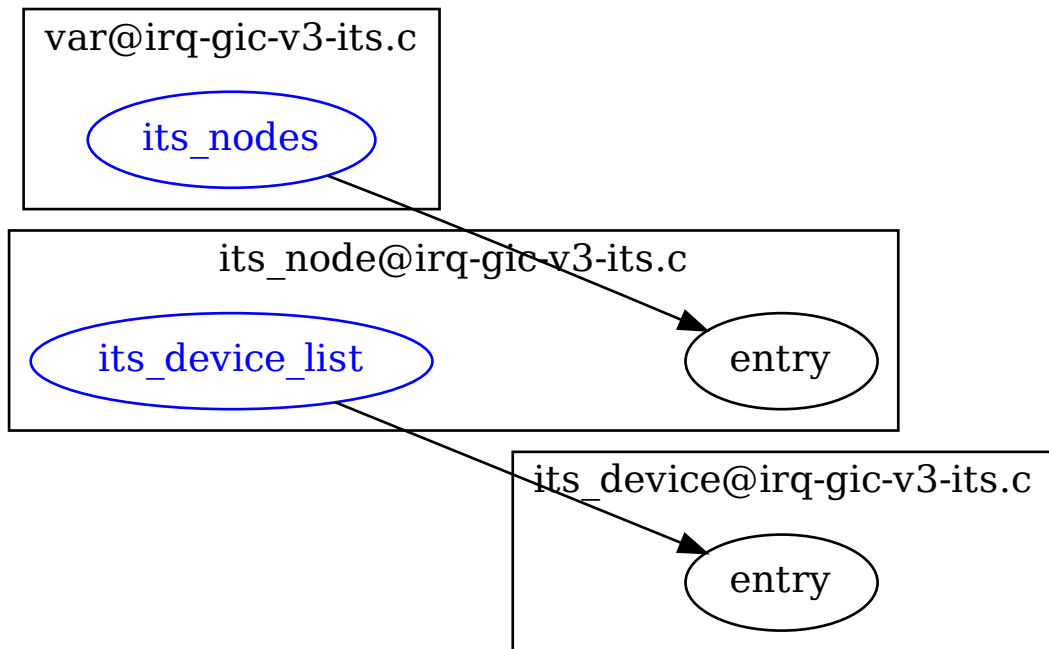 var@irq-gic-v3-its.c
its_nodes
its_node@irq-gic-v3-its.c
its_device_list
entry
its_device@irq-gic-v3-its.c
entry